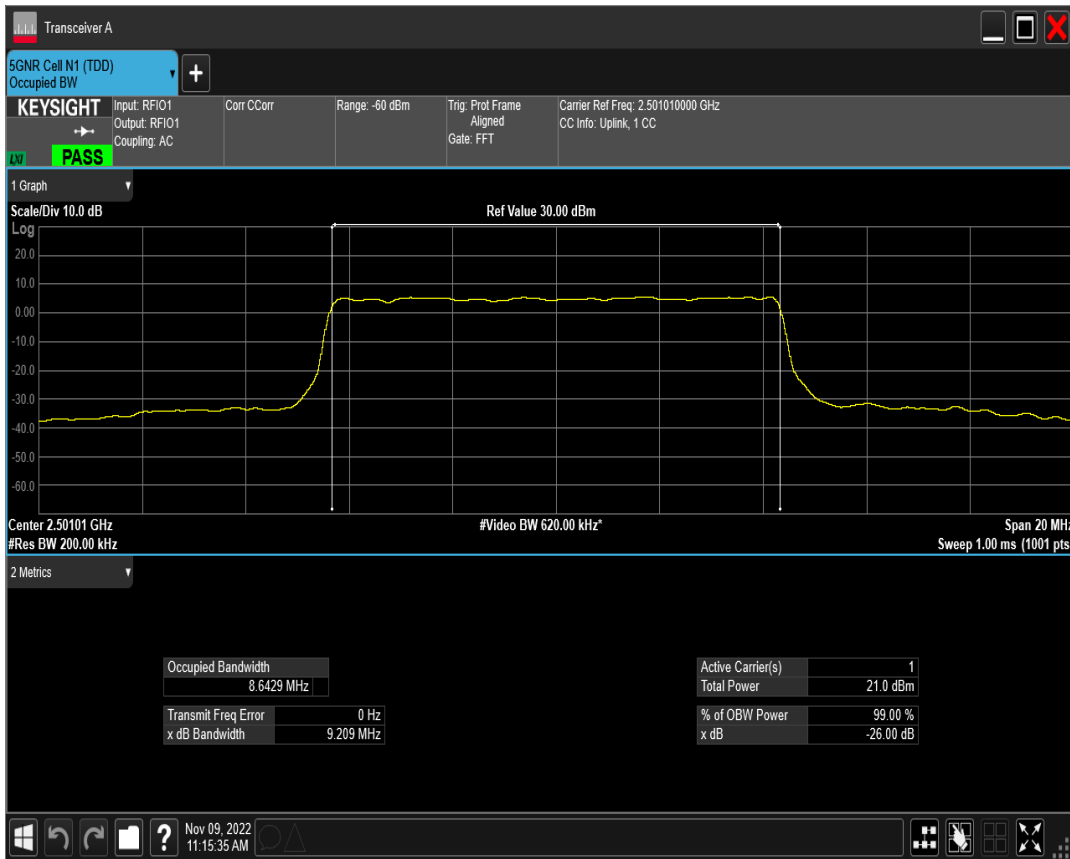 Transceiver A
5GNR Cell N1 (TDD)
Occupied BW
+
KEYSIGHT
LXI
PASS
Input: RFIO1
Output: RFIO1
Coupling: AC
Corr CCorr
Range: -60 dBm
Trig: Prot Frame
Aligned
Gate: FFT
Carrier Ref Freq: 2.501010000 GHz
CC Info: Uplink, 1 CC
1 Graph
Scale/Div 10.0 dB
Ref Value 30.00 dBm
Log
20.0
10.0
0.00
-10.0
-20.0
-30.0
-40.0
-50.0
-60.0
Center 2.50101 GHz
#Video BW 620.00 kHz*
Span 20 MHz
#Res BW 200.00 kHz
Sweep 1.00 ms (1001 pts
2 Metrics
Occupied Bandwidth
8.6429 MHz
Transmit Freq Error 0 Hz
x dB Bandwidth 9.209 MHz
Active Carrier(s) 1
Total Power 21.0 dBm
% of OBW Power 99.00 %
x dB -26.00 dB
?
Nov 09, 2022
11:15:35 AM